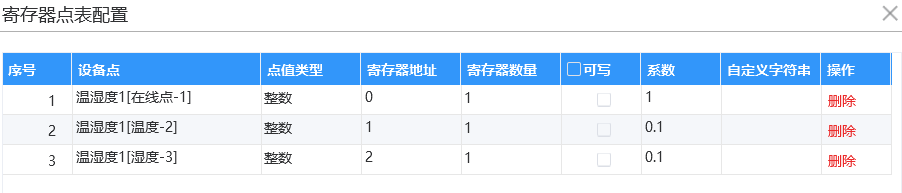 寄存器点表配置
序号 设备点 点值类型 寄存器地址 寄存器数量 可写 系数 自定义字符串 操作
1 温湿度1[在线点-1] 整数 0 1 1 删除
2 温湿度1[温度-2] 整数 1 1 0.1 删除
3 温湿度1[湿度-3] 整数 2 1 0.1 删除